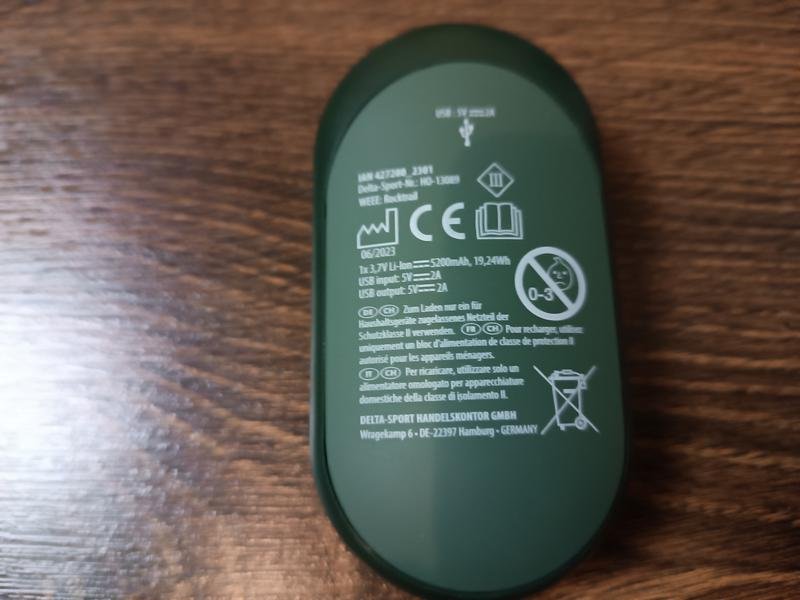 USB : 5V ⎓ 2A
IAN 427200_2301
Delta-Sport-Nr.: HO-13089
WEEE: Rocktrail
III
CE
06/2023
1x 3,7V Li-Ion ⎓ 5200mAh, 19,24Wh
USB input: 5V ⎓ 2A
USB output: 5V ⎓ 2A
0-3
DE CH Zum Laden nur ein für
Haushaltsgeräte zugelassenes Netzteil der
Schutzklasse II verwenden. FR CH Pour recharger, utilisez
uniquement un bloc d'alimentation de classe de protection II
autorisé pour les appareils ménagers.
IT CH Per ricaricare, utilizzare solo un
alimentatore omologato per apparecchiature
domestiche della classe di isolamento II.
DELTA-SPORT HANDELSKONTOR GMBH
Wragekamp 6 • DE-22397 Hamburg • GERMANY